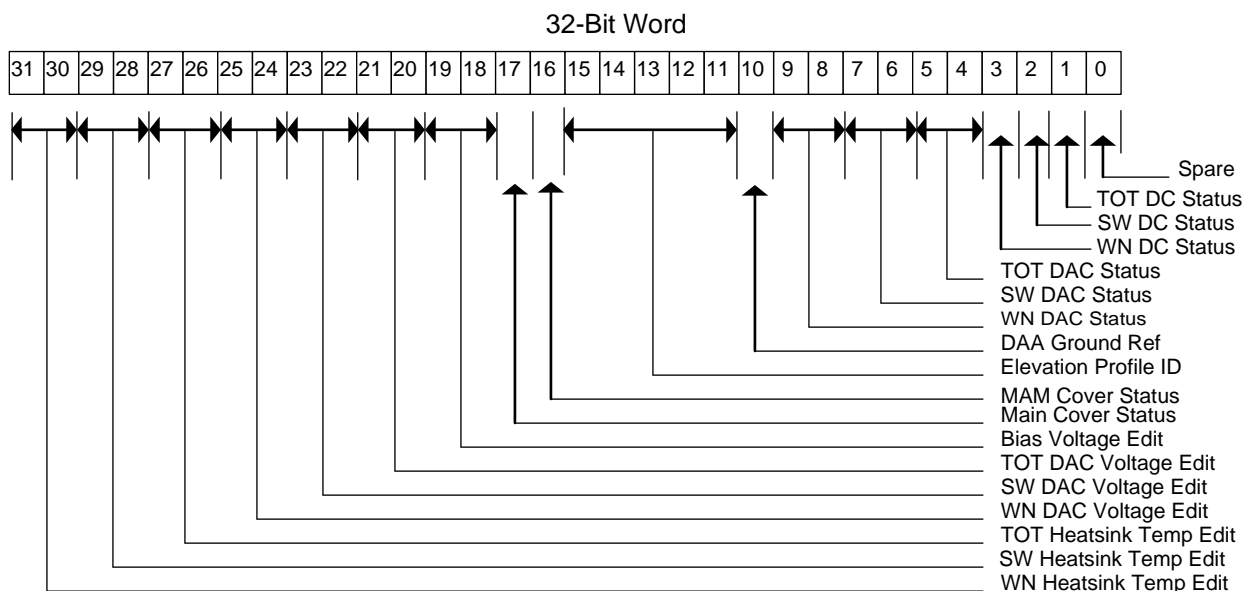 32-Bit Word
31 30 29 28 27 26 25 24 23 22 21 20 19 18 17 16 15 14 13 12 11 10 9 8 7 6 5 4 3 2 1 0
Spare
TOT DC Status
SW DC Status
WN DC Status
TOT DAC Status
SW DAC Status
WN DAC Status
DAA Ground Ref
Elevation Profile ID
MAM Cover Status
Main Cover Status
Bias Voltage Edit
TOT DAC Voltage Edit
SW DAC Voltage Edit
WN DAC Voltage Edit
TOT Heatsink Temp Edit
SW Heatsink Temp Edit
WN Heatsink Temp Edit